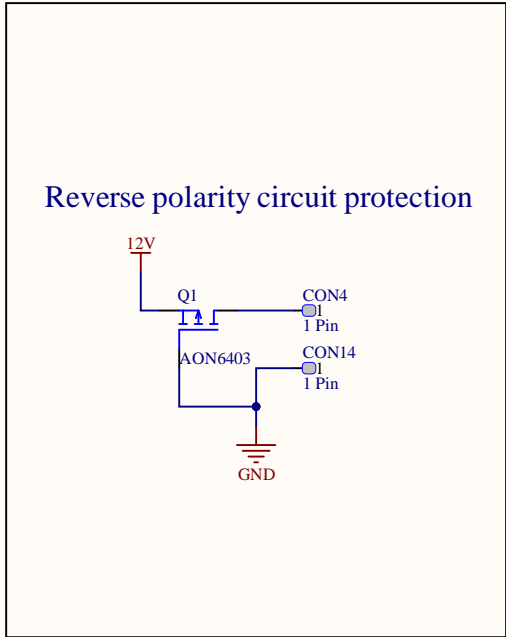 Reverse polarity circuit protection
12V
Q1
CON4
1
1 Pin
AON6403
CON14
1
1 Pin
GND